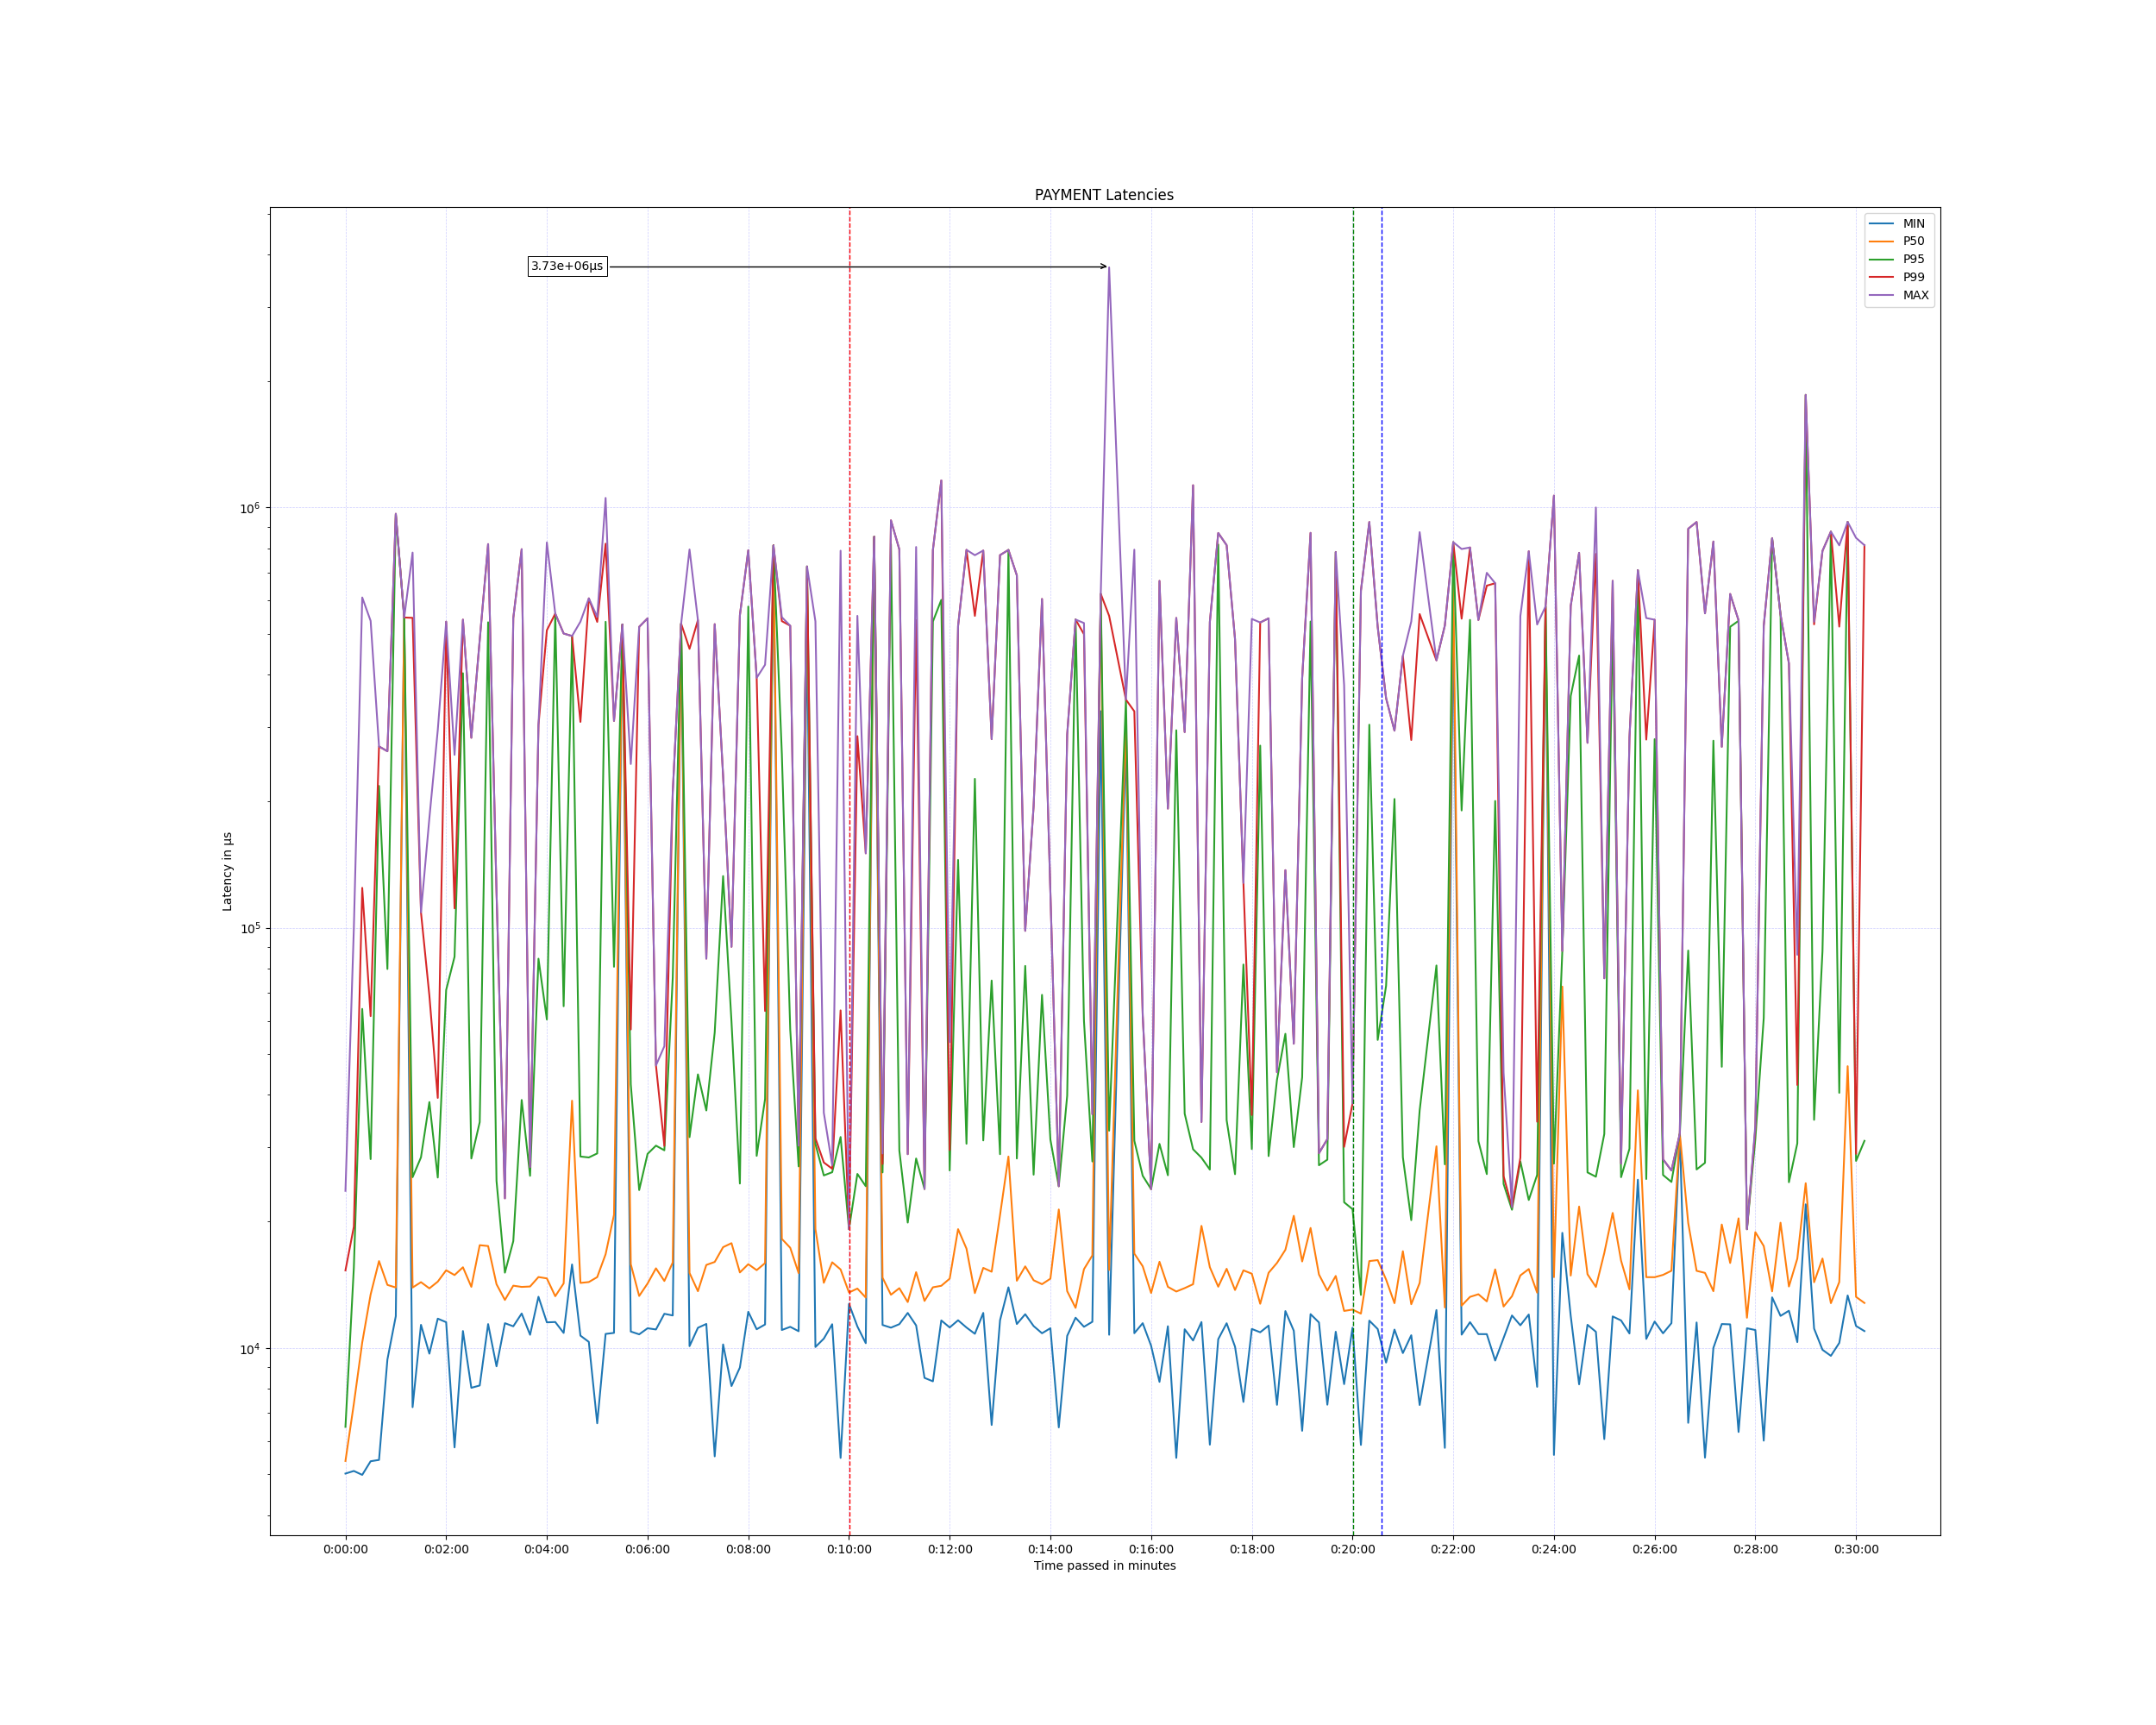 PAYMENT Latencies
MIN
P50
P95
P99
MAX
3.73e+06µs
10⁶
10⁵
10⁴
Latency in µs
0:00:00 0:02:00 0:04:00 0:06:00 0:08:00 0:10:00 0:12:00 0:14:00 0:16:00 0:18:00 0:20:00 0:22:00 0:24:00 0:26:00 0:28:00 0:30:00
Time passed in minutes